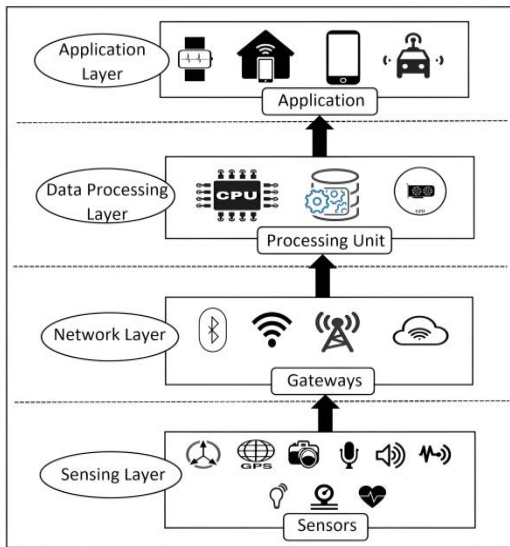 Application
Layer
Application
Data Processing
Layer
CPU
Processing Unit
Network Layer
Gateways
Sensing Layer
GPS
Sensors